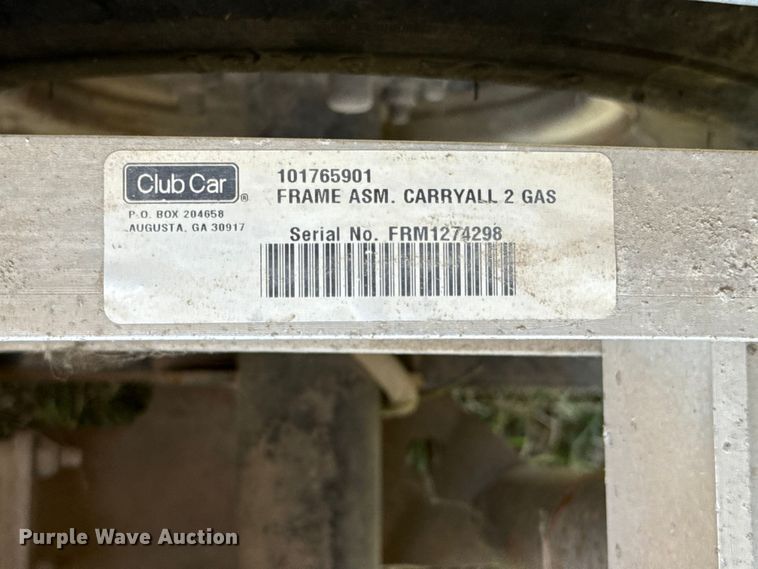 Club Car®
P.O. BOX 204658
AUGUSTA, GA 30917
101765901
FRAME ASM. CARRYALL 2 GAS
Serial No. FRM1274298
Purple Wave Auction®